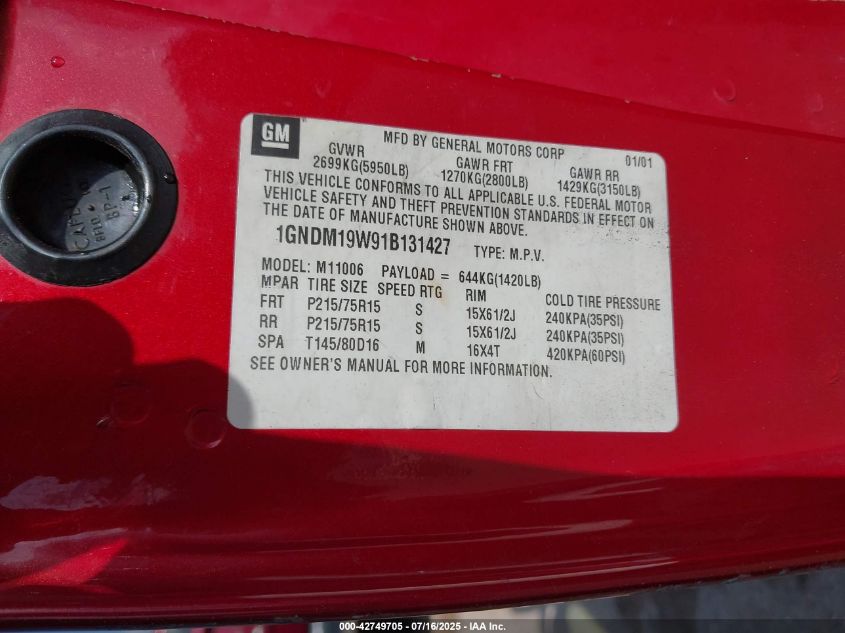 GM
MFD BY GENERAL MOTORS CORP 01/01
GVWR GAWR FRT GAWR RR
2699KG(5950LB) 1270KG(2800LB) 1429KG(3150LB)
THIS VEHICLE CONFORMS TO ALL APPLICABLE U.S. FEDERAL MOTOR
VEHICLE SAFETY AND THEFT PREVENTION STANDARDS IN EFFECT ON
THE DATE OF MANUFACTURE SHOWN ABOVE.
1GNDM19W91B131427 TYPE: M.P.V.
MODEL: M11006 PAYLOAD = 644KG(1420LB)
MPAR TIRE SIZE SPEED RTG RIM COLD TIRE PRESSURE
FRT P215/75R15 S 15X61/2J 240KPA(35PSI)
RR P215/75R15 S 15X61/2J 240KPA(35PSI)
SPA T145/80D16 M 16X4T 420KPA(60PSI)
SEE OWNER'S MANUAL FOR MORE INFORMATION.
000-42749705 - 07/16/2025 - IAA Inc.